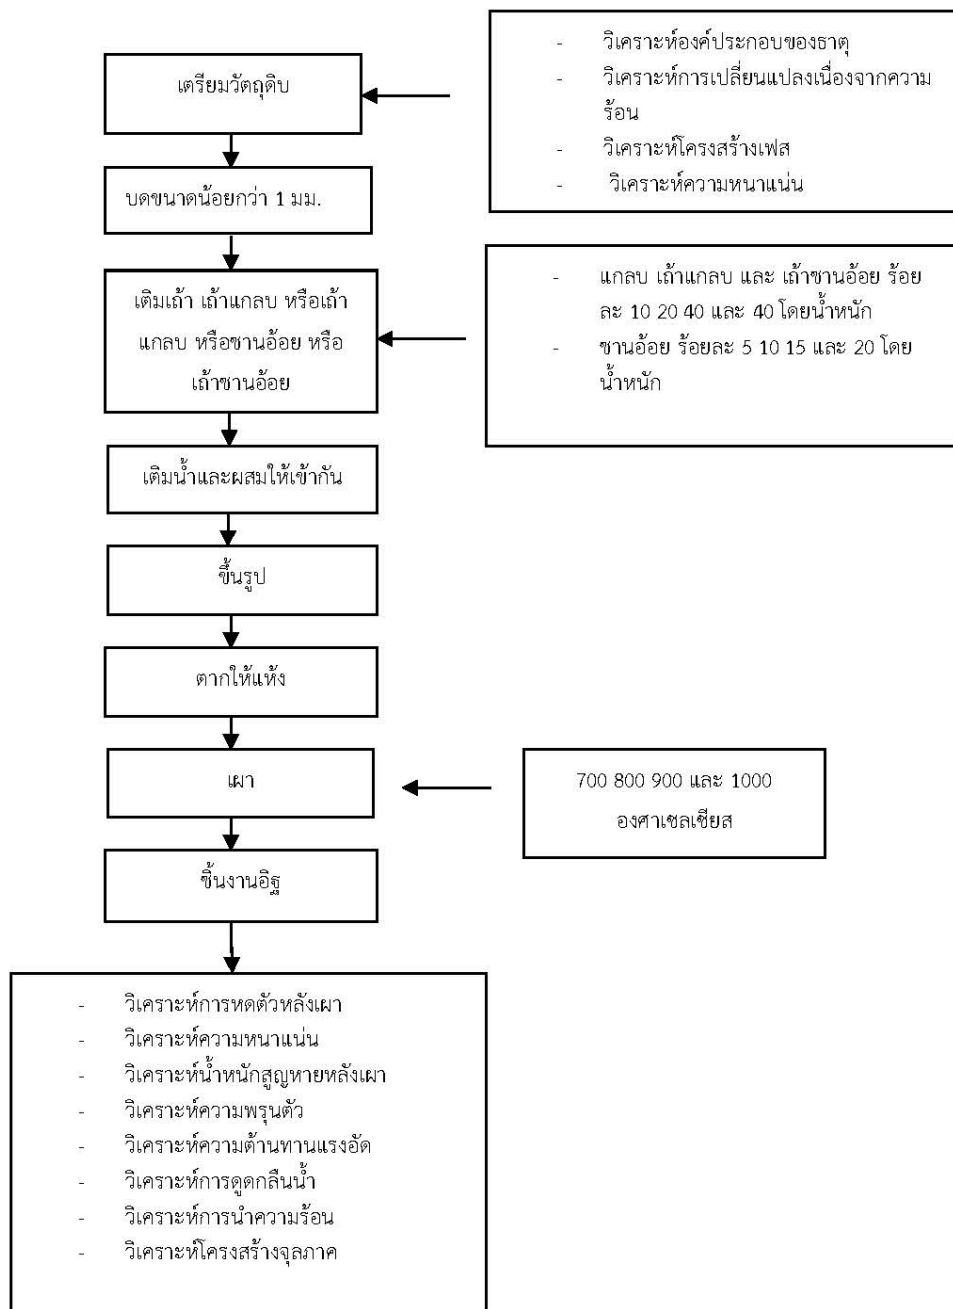 เตรียมวัตถุดิบ
- วิเคราะห์องค์ประกอบของธาตุ
- วิเคราะห์การเปลี่ยนแปลงเนื่องจากความ
ร้อน
- วิเคราะห์โครงสร้างเฟส
- วิเคราะห์ความหนาแน่น
บดขนาดน้อยกว่า 1 มม.
เติมเถ้า เถ้าแกลบ หรือเถ้า
แกลบ หรือชานอ้อย หรือ
เถ้าชานอ้อย
- แกลบ เถ้าแกลบ และ เถ้าชานอ้อย ร้อย
ละ 10 20 40 และ 40 โดยน้ำหนัก
- ชานอ้อย ร้อยละ 5 10 15 และ 20 โดย
น้ำหนัก
เติมน้ำและผสมให้เข้ากัน
ขึ้นรูป
ตากให้แห้ง
เผา
700 800 900 และ 1000
องศาเซลเซียส
ชิ้นงานอิฐ
- วิเคราะห์การหดตัวหลังเผา
- วิเคราะห์ความหนาแน่น
- วิเคราะห์น้ำหนักสูญหายหลังเผา
- วิเคราะห์ความพรุนตัว
- วิเคราะห์ความต้านทานแรงอัด
- วิเคราะห์การดูดกลืนน้ำ
- วิเคราะห์การนำความร้อน
- วิเคราะห์โครงสร้างจุลภาค